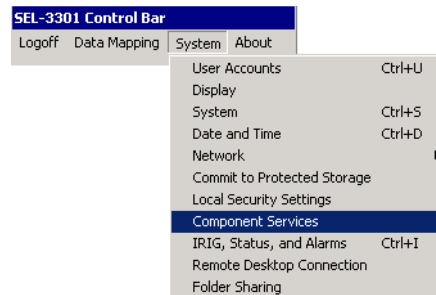 SEL-3301 Control Bar
Logoff Data Mapping System About
User Accounts Ctrl+U
Display
System Ctrl+S
Date and Time Ctrl+D
Network
Commit to Protected Storage
Local Security Settings
Component Services
IRIG, Status, and Alarms Ctrl+I
Remote Desktop Connection
Folder Sharing